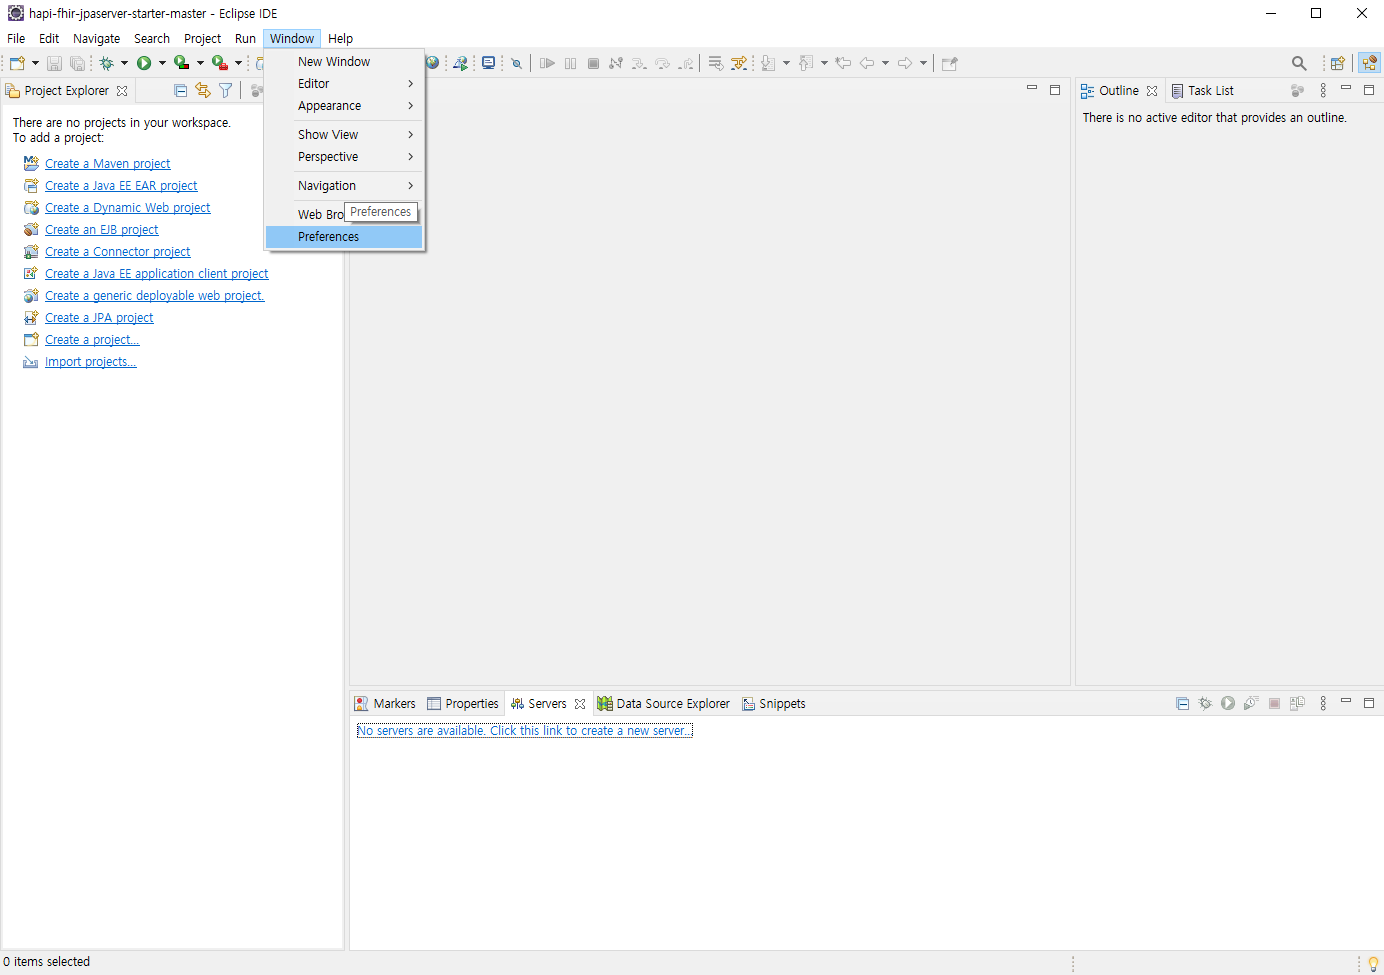 hapi-fhir-jpaserver-starter-master - Eclipse IDE
File Edit Navigate Search Project Run Window Help
New Window
Editor
Appearance
Show View
Perspective
Navigation
Web Bro
Preferences
Preferences
Project Explorer
There are no projects in your workspace.
To add a project:
Create a Maven project
Create a Java EE EAR project
Create a Dynamic Web project
Create an EJB project
Create a Connector project
Create a Java EE application client project
Create a generic deployable web project.
Create a JPA project
Create a project...
Import projects...
Outline Task List
There is no active editor that provides an outline.
Markers Properties Servers Data Source Explorer Snippets
No servers are available. Click this link to create a new server...
0 items selected